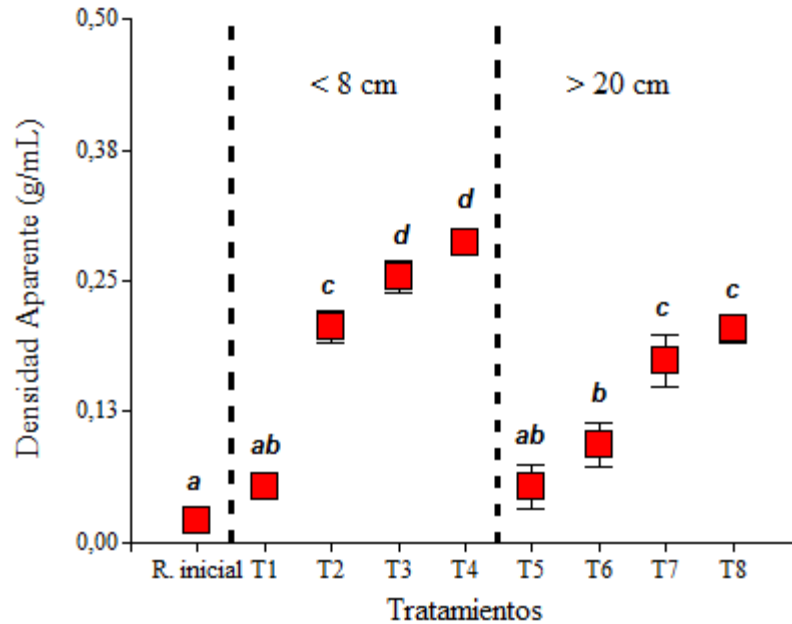 0,50
< 8 cm
> 20 cm
0,38
d
d
0,25
c
c
c
0,13
ab
ab
b
a
0,00
R. inicial T1 T2 T3 T4 T5 T6 T7 T8
Tratamientos
Densidad Aparente (g/mL)